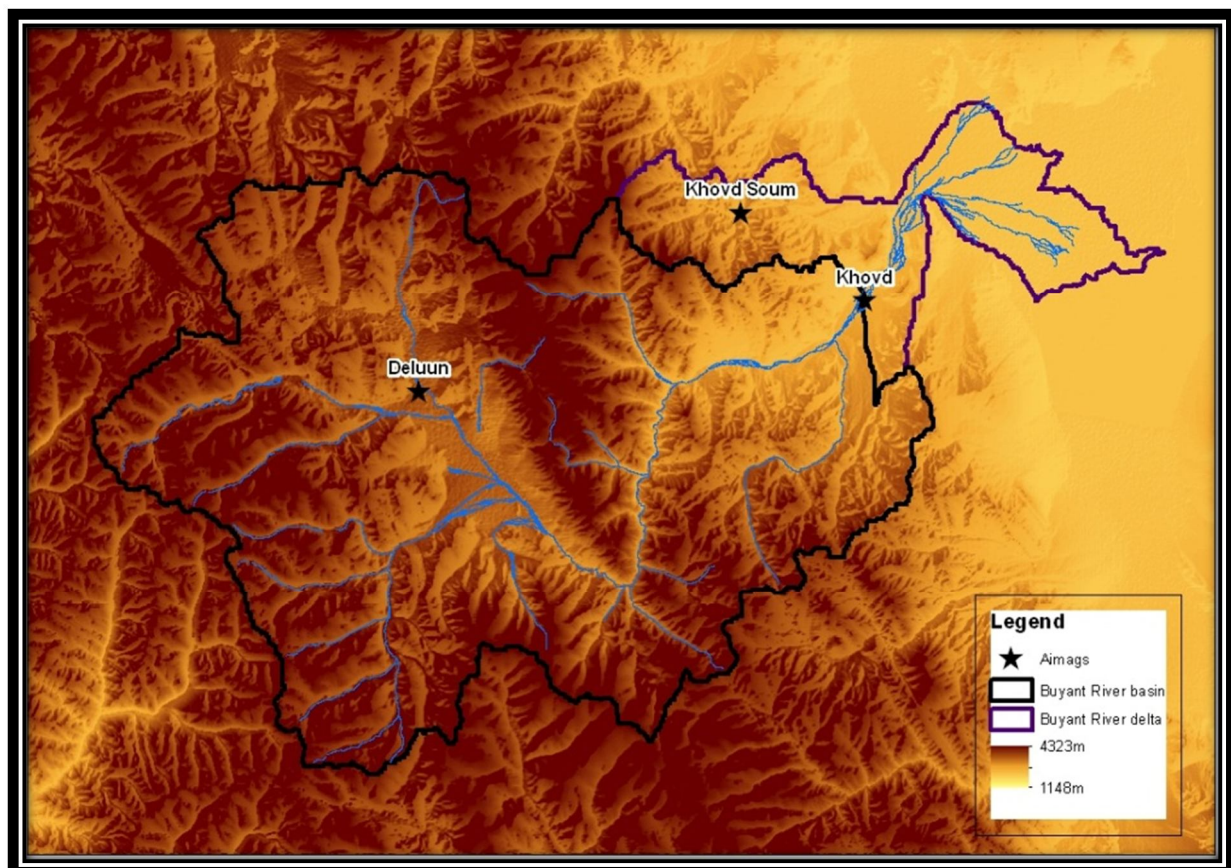 Khovd Soum
Khovd
Deluun
Legend
Aimags
Buyant River basin
Buyant River delta
4323m
1148m